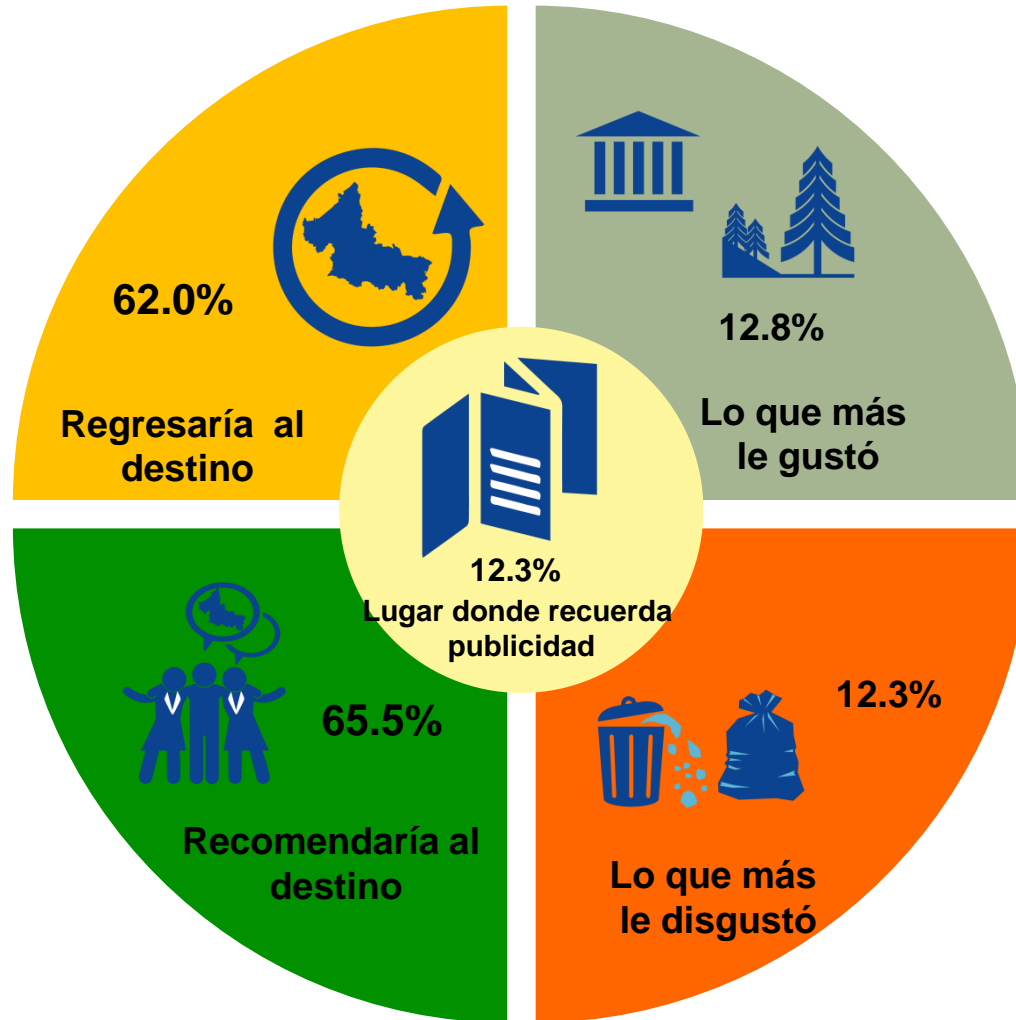 62.0%
Regresaría al
destino
12.8%
Lo que más
le gustó
12.3%
Lugar donde recuerda
publicidad
65.5%
Recomendaría al
destino
12.3%
Lo que más
le disgustó